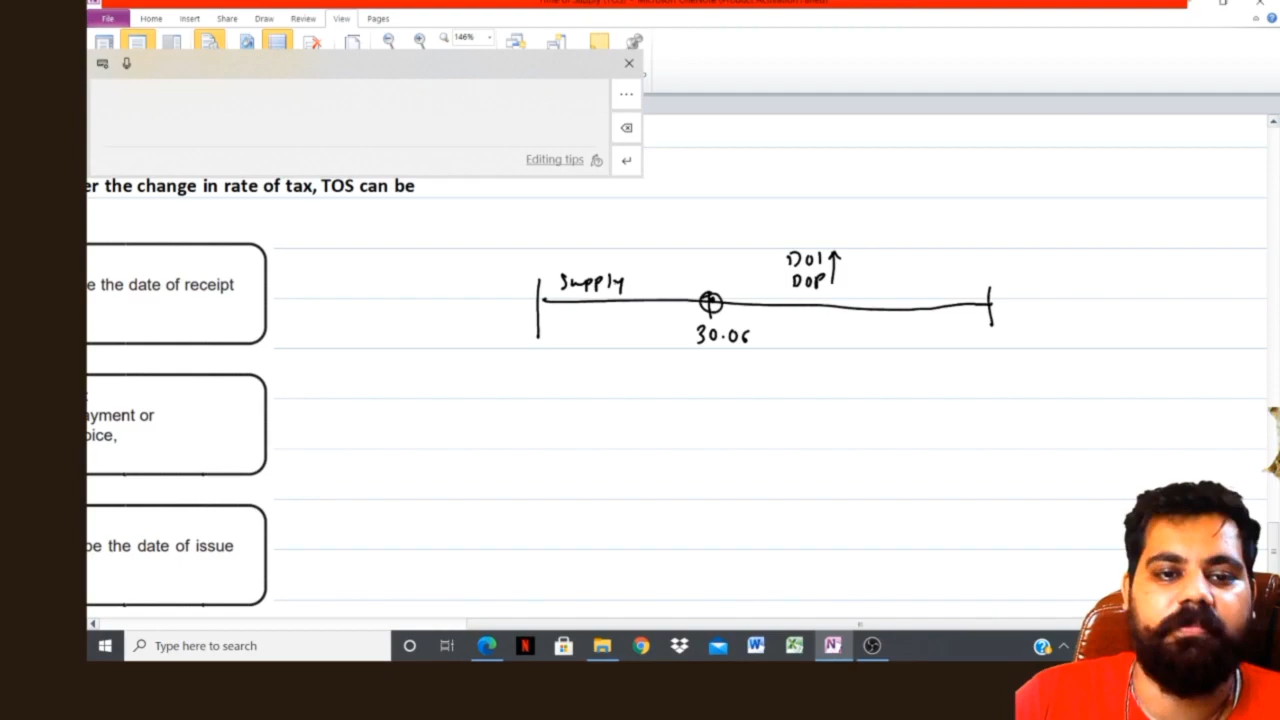 File Home Insert Share Draw Review View Pages
146%
Editing tips
er the change in rate of tax, TOS can be
e the date of receipt
ayment or
oice,
be the date of issue
Supply
DOI
DOP
30.06
Type here to search